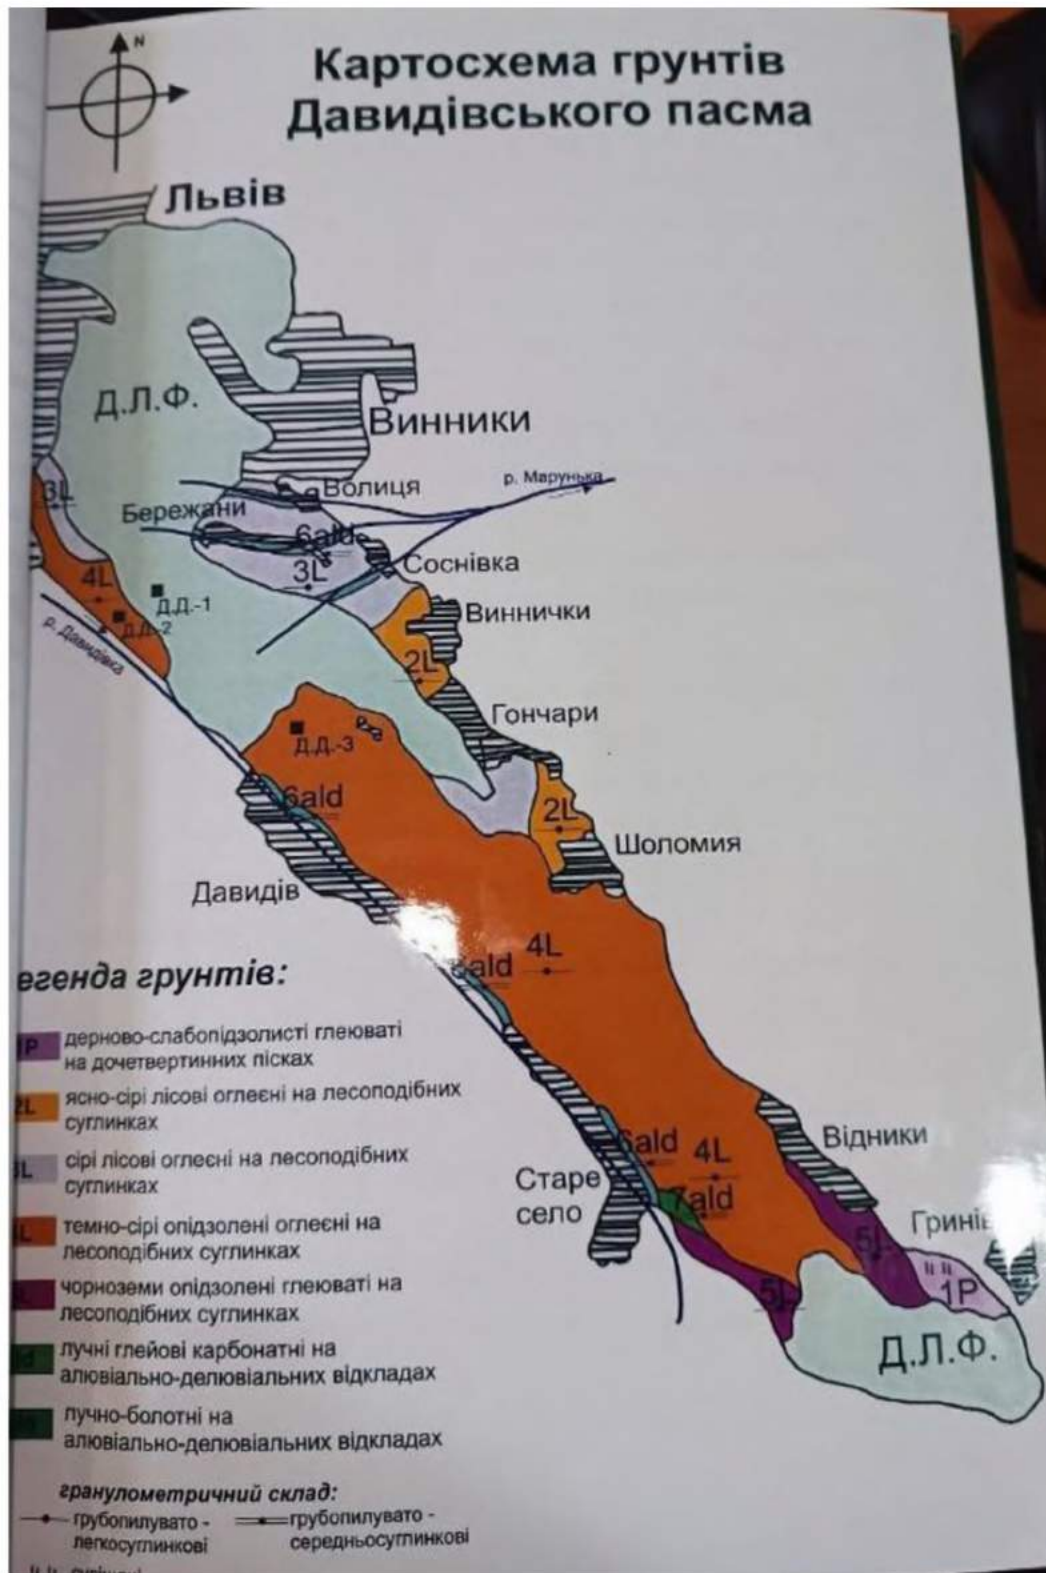 N
Картосхема грунтів
Давидівського пасма
Львів
Д.Л.Ф.
Винники
р. Марунька
Волиця
Бережани
6ald
3L
3L
Соснівка
4L
Д.Д.-1
Д.Д.-2
р. Давидівка
Виннички
2L
Гончари
Д.Д.-3
6ald
2L
Шоломия
Давидів
4L
6ald
егенда грунтів:
P дерново-слабопідзолисті глеюваті
на дочетвертинних пісках
2L ясно-сірі лісові оглеєні на лесоподібних
суглинках
L сірі лісові оглеєні на лесоподібних
суглинках
L темно-сірі опідзолені оглеєні на
лесоподібних суглинках
L чорноземи опідзолені глеюваті на
лесоподібних суглинках
ld лучні глейові карбонатні на
алювіально-делювіальних відкладах
лучно-болотні на
алювіально-делювіальних відкладах
гранулометричний склад:
грубопилувато -
легкосуглинкові
грубопилувато -
середньосуглинкові
Відники
6ald
4L
Старе
село
7ald
Гринів
5L
1P
5L
Д.Л.Ф.